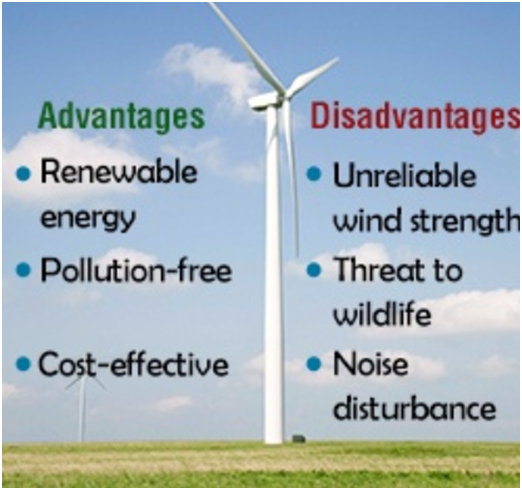 Advantages
Renewable
energy
Pollution-free
Cost-effective
Disadvantages
Unreliable
wind strength
Threat to
wildlife
Noise
disturbance